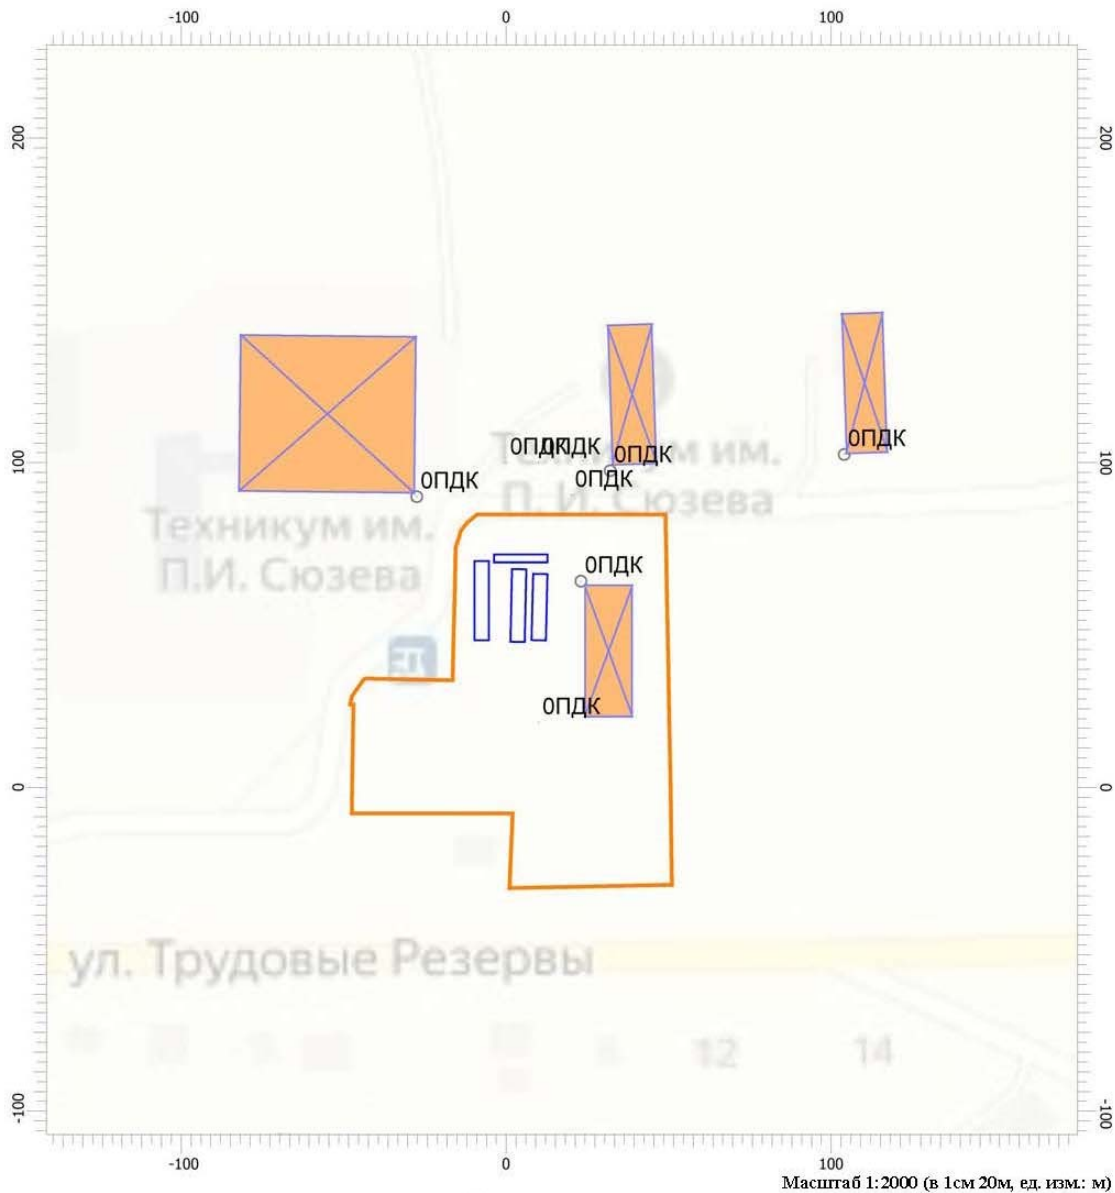 -100 0 100
200 200
0ПДК 0ПДК 0ПДК
0ПДК
100 100
0ПДК
0ПДК
Техникум им.
П. И. Сюзева
Техникум им.
П.И. Сюзева
0ПДК
0ПДК
0 0
ул. Трудовые Резервы
12 14
-100 -100
-100 0 100
Масштаб 1:2000 (в 1см 20м, ед. изм.: м)